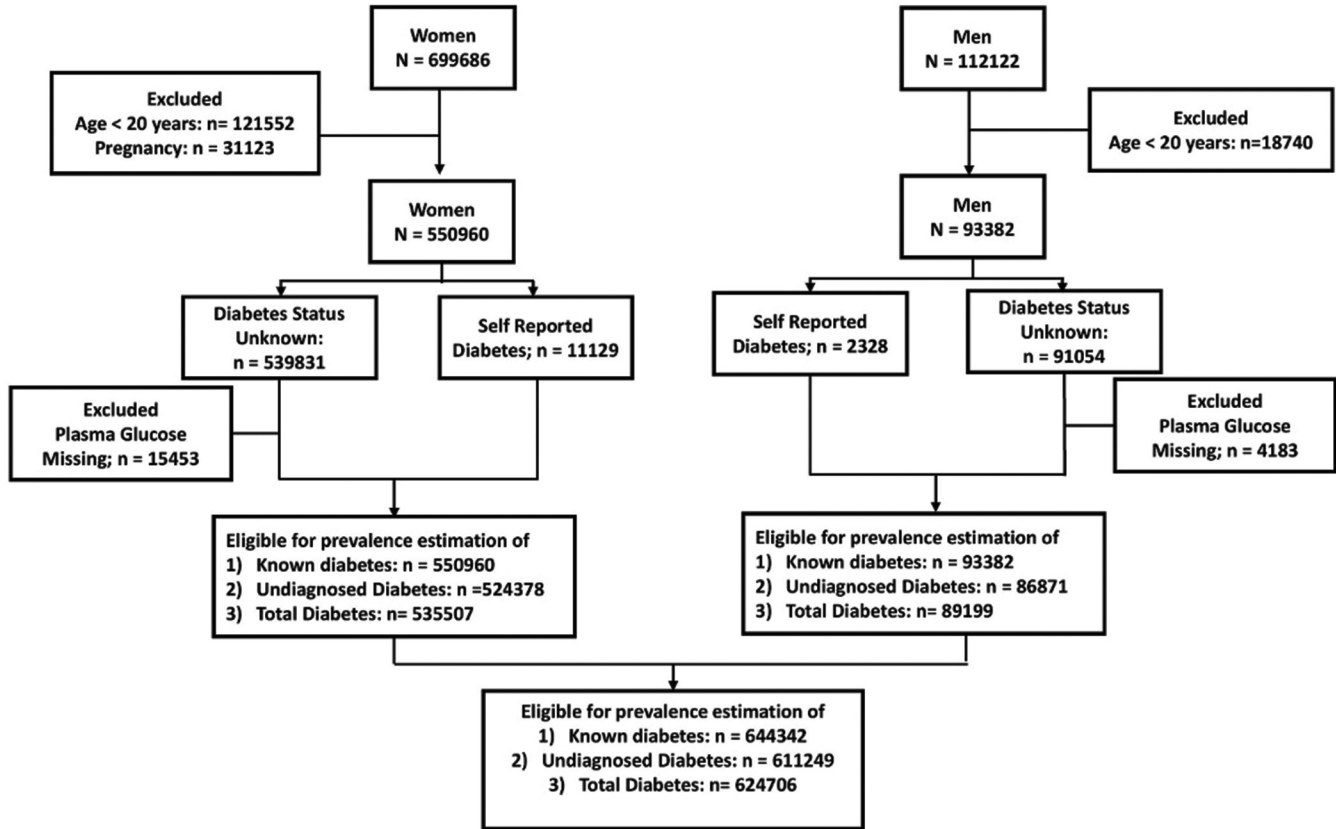 Women
N = 699686
Men
N = 112122
Excluded
Age < 20 years: n= 121552
Pregnancy: n = 31123
Excluded
Age < 20 years: n=18740
Women
N = 550960
Men
N = 93382
Diabetes Status
Unknown:
n = 539831
Self Reported
Diabetes; n = 11129
Self Reported
Diabetes; n = 2328
Diabetes Status
Unknown:
n = 91054
Excluded
Plasma Glucose
Missing; n = 15453
Excluded
Plasma Glucose
Missing; n = 4183
Eligible for prevalence estimation of
1) Known diabetes: n = 550960
2) Undiagnosed Diabetes: n =524378
3) Total Diabetes: n= 535507
Eligible for prevalence estimation of
1) Known diabetes: n = 93382
2) Undiagnosed Diabetes: n = 86871
3) Total Diabetes: n= 89199
Eligible for prevalence estimation of
1) Known diabetes: n = 644342
2) Undiagnosed Diabetes: n = 611249
3) Total Diabetes: n= 624706